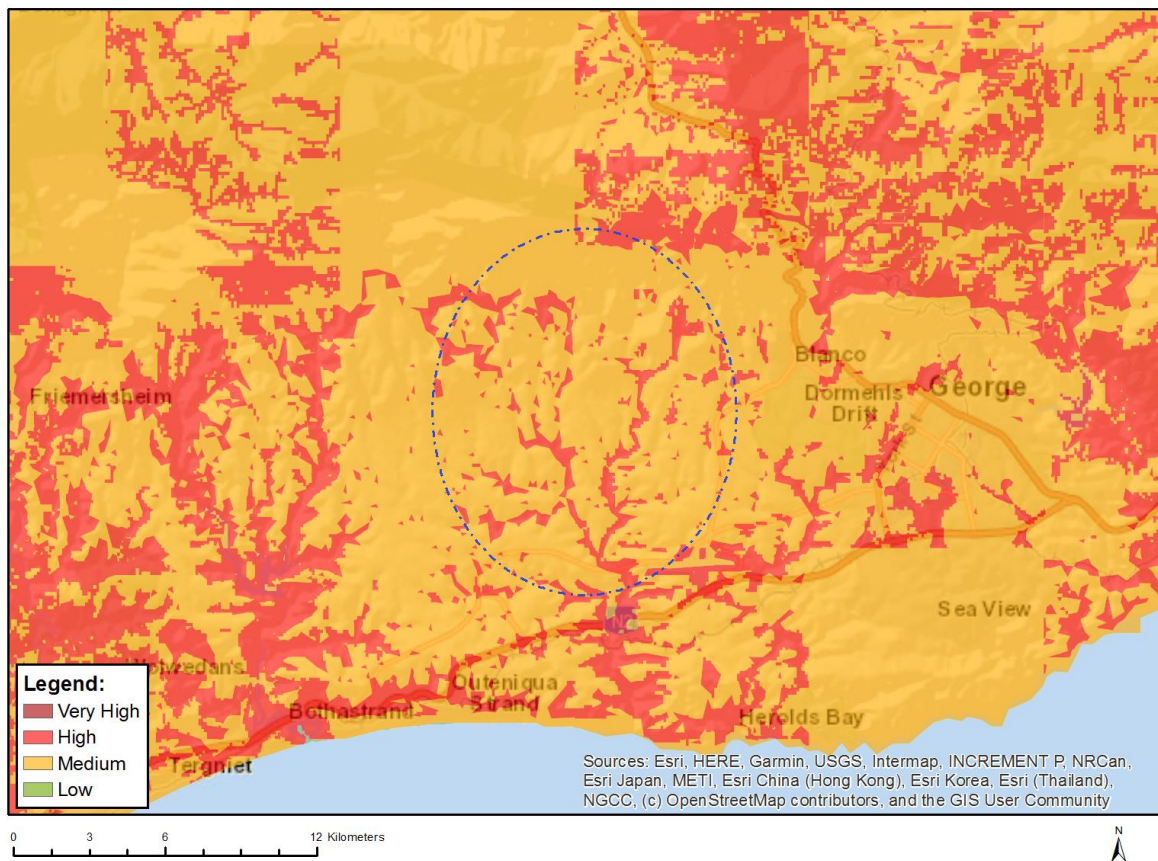 Friemersheim
Blanco
Dormehls
Drift
George
Sea View
Outeniqua
Strand
Bothastrand
Herolds Bay
Tergniet
Legend:
Very High
High
Medium
Low
Sources: Esri, HERE, Garmin, USGS, Intermap, INCREMENT P, NRCan,
Esri Japan, METI, Esri China (Hong Kong), Esri Korea, Esri (Thailand),
NGCC, (c) OpenStreetMap contributors, and the GIS User Community
0 3 6 12 Kilometers
N